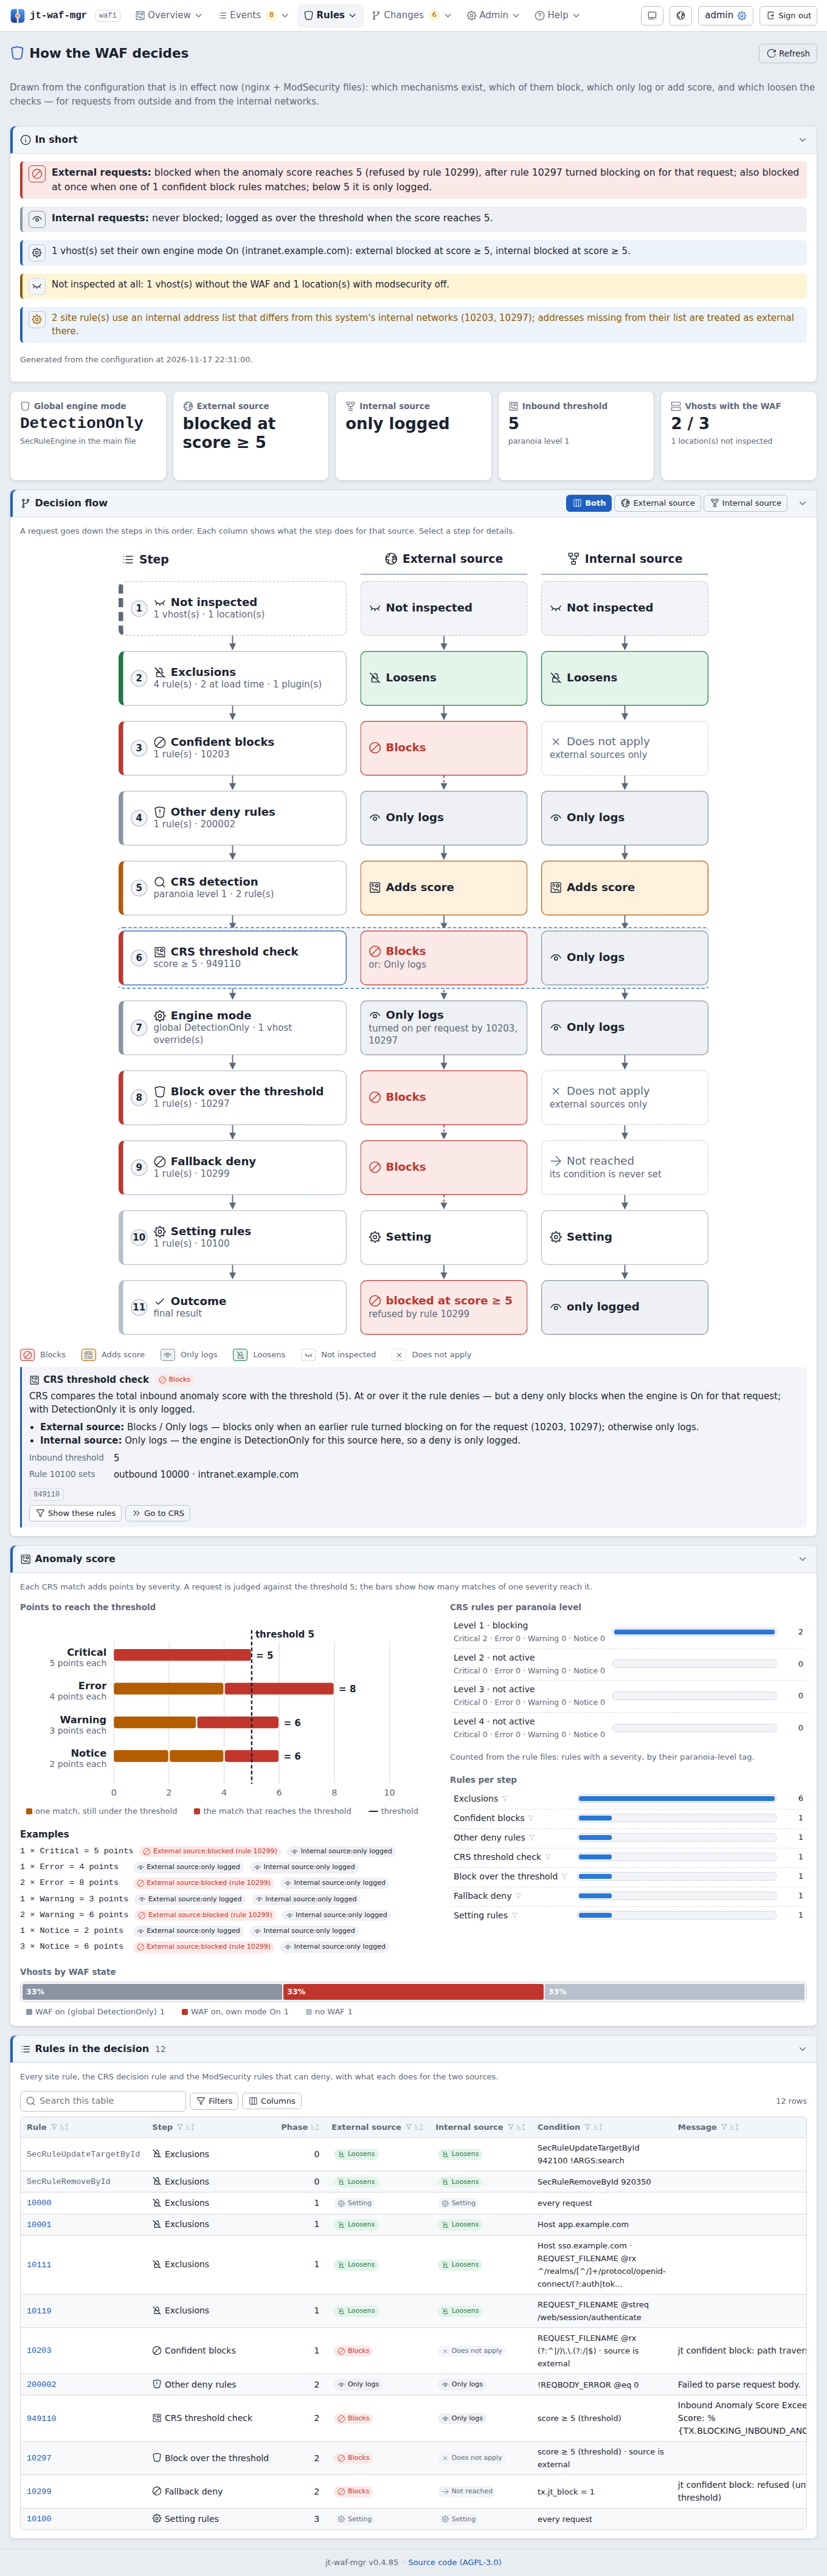 jt-waf-mgr waf1 Overview Events 8 Rules Changes 6 Admin Help admin Sign out
How the WAF decides
Refresh
Drawn from the configuration that is in effect now (nginx + ModSecurity files): which mechanisms exist, which of them block, which only log or add score, and which loosen the
checks — for requests from outside and from the internal networks.
In short
External requests: blocked when the anomaly score reaches 5 (refused by rule 10299), after rule 10297 turned blocking on for that request; also blocked
at once when one of 1 confident block rules matches; below 5 it is only logged.
Internal requests: never blocked; logged as over the threshold when the score reaches 5.
1 vhost(s) set their own engine mode On (intranet.example.com): external blocked at score ≥ 5, internal blocked at score ≥ 5.
Not inspected at all: 1 vhost(s) without the WAF and 1 location(s) with modsecurity off.
2 site rule(s) use an internal address list that differs from this system's internal networks (10203, 10297); addresses missing from their list are treated as external
there.
Generated from the configuration at 2026-11-17 22:31:00.
Global engine mode
DetectionOnly
SecRuleEngine in the main file
External source
blocked at
score ≥ 5
Internal source
only logged
Inbound threshold
5
paranoia level 1
Vhosts with the WAF
2 / 3
1 location(s) not inspected
Decision flow
Both External source Internal source
A request goes down the steps in this order. Each column shows what the step does for that source. Select a step for details.
Step External source Internal source
1 Not inspected
1 vhost(s) · 1 location(s)
Not inspected
Not inspected
2 Exclusions
4 rule(s) · 2 at load time · 1 plugin(s)
Loosens
Loosens
3 Confident blocks
1 rule(s) · 10203
Blocks
Does not apply
external sources only
4 Other deny rules
1 rule(s) · 200002
Only logs
Only logs
5 CRS detection
paranoia level 1 · 2 rule(s)
Adds score
Adds score
6 CRS threshold check
score ≥ 5 · 949110
Blocks
or: Only logs
Only logs
7 Engine mode
global DetectionOnly · 1 vhost
override(s)
Only logs
turned on per request by 10203,
10297
Only logs
8 Block over the threshold
1 rule(s) · 10297
Blocks
Does not apply
external sources only
9 Fallback deny
1 rule(s) · 10299
Blocks
Not reached
its condition is never set
10 Setting rules
1 rule(s) · 10100
Setting
Setting
11 Outcome
final result
blocked at score ≥ 5
refused by rule 10299
only logged
Blocks Adds score Only logs Loosens Not inspected Does not apply
CRS threshold check Blocks
CRS compares the total inbound anomaly score with the threshold (5). At or over it the rule denies — but a deny only blocks when the engine is On for that request;
with DetectionOnly it is only logged.
• External source: Blocks / Only logs — blocks only when an earlier rule turned blocking on for the request (10203, 10297); otherwise only logs.
• Internal source: Only logs — the engine is DetectionOnly for this source here, so a deny is only logged.
Inbound threshold 5
Rule 10100 sets outbound 10000 · intranet.example.com
949110
Show these rules Go to CRS
Anomaly score
Each CRS match adds points by severity. A request is judged against the threshold 5; the bars show how many matches of one severity reach it.
Points to reach the threshold
threshold 5
Critical
5 points each
= 5
Error
4 points each
= 8
Warning
3 points each
= 6
Notice
2 points each
= 6
0 2 4 6 8 10
one match, still under the threshold the match that reaches the threshold threshold
Examples
1 × Critical = 5 points External source:blocked (rule 10299) Internal source:only logged
1 × Error = 4 points External source:only logged Internal source:only logged
2 × Error = 8 points External source:blocked (rule 10299) Internal source:only logged
1 × Warning = 3 points External source:only logged Internal source:only logged
2 × Warning = 6 points External source:blocked (rule 10299) Internal source:only logged
1 × Notice = 2 points External source:only logged Internal source:only logged
3 × Notice = 6 points External source:blocked (rule 10299) Internal source:only logged
CRS rules per paranoia level
Level 1 · blocking
Critical 2 · Error 0 · Warning 0 · Notice 0
2
Level 2 · not active
Critical 0 · Error 0 · Warning 0 · Notice 0
0
Level 3 · not active
Critical 0 · Error 0 · Warning 0 · Notice 0
0
Level 4 · not active
Critical 0 · Error 0 · Warning 0 · Notice 0
0
Counted from the rule files: rules with a severity, by their paranoia-level tag.
Rules per step
Exclusions 6
Confident blocks 1
Other deny rules 1
CRS threshold check 1
Block over the threshold 1
Fallback deny 1
Setting rules 1
Vhosts by WAF state
33% 33% 33%
WAF on (global DetectionOnly) 1 WAF on, own mode On 1 no WAF 1
Rules in the decision 12
Every site rule, the CRS decision rule and the ModSecurity rules that can deny, with what each does for the two sources.
Search this table Filters Columns 12 rows
Rule Step Phase External source Internal source Condition Message
SecRuleUpdateTargetById Exclusions 0 Loosens Loosens SecRuleUpdateTargetById
942100 !ARGS:search
SecRuleRemoveById Exclusions 0 Loosens Loosens SecRuleRemoveById 920350
10000 Exclusions 1 Setting Setting every request
10001 Exclusions 1 Loosens Loosens Host app.example.com
10111 Exclusions 1 Loosens Loosens Host sso.example.com ·
REQUEST_FILENAME @rx
^/realms/[^/]+/protocol/openid-
connect/(?:auth|tok…
10119 Exclusions 1 Loosens Loosens REQUEST_FILENAME @streq
/web/session/authenticate
10203 Confident blocks 1 Blocks Does not apply REQUEST_FILENAME @rx
(?:^|/)\.\.(?:/|$) · source is
external
jt confident block: path travers
200002 Other deny rules 2 Only logs Only logs !REQBODY_ERROR @eq 0 Failed to parse request body.
949110 CRS threshold check 2 Blocks Only logs score ≥ 5 (threshold) Inbound Anomaly Score Excee
Score: %
{TX.BLOCKING_INBOUND_ANO
10297 Block over the threshold 2 Blocks Does not apply score ≥ 5 (threshold) · source is
external
10299 Fallback deny 2 Blocks Not reached tx.jt_block = 1 jt confident block: refused (un
threshold)
10100 Setting rules 3 Setting Setting every request
jt-waf-mgr v0.4.85 · Source code (AGPL-3.0)